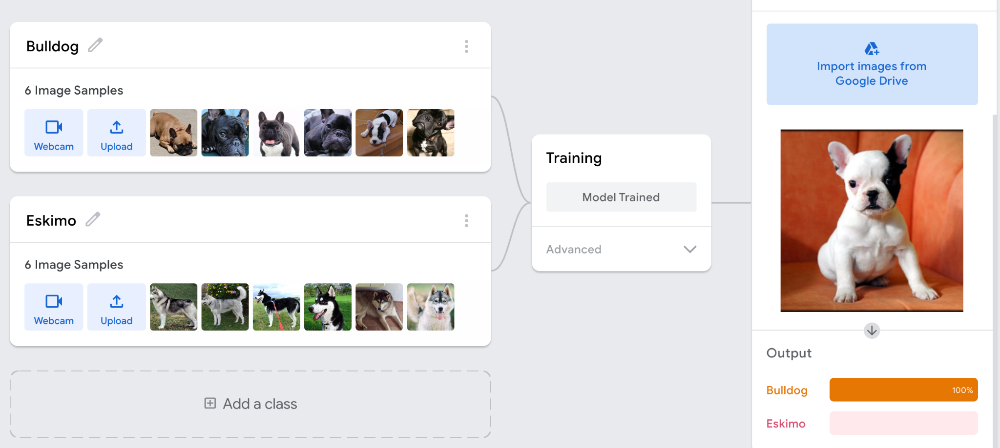 Bulldog
6 Image Samples
Webcam
Upload
Eskimo
6 Image Samples
Webcam
Upload
Add a class
Training
Model Trained
Advanced
Import images from
Google Drive
Output
Bulldog
100%
Eskimo